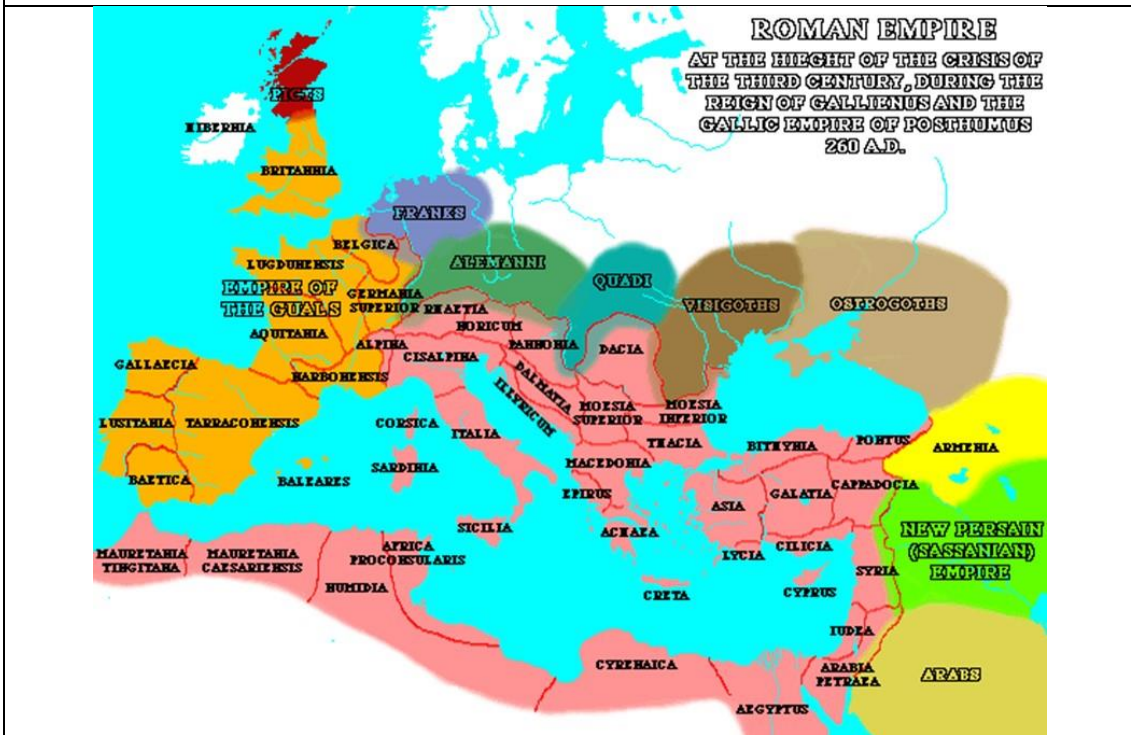 ROMAN EMPIRE
AT THE HIEGHT OF THE CRISIS OF
THE THIRD CENTURY, DURING THE
REIGN OF GALLIENUS AND THE
GALLIC EMPIRE OF POSTHUMUS
260 A.D.
PICTS
HIBERNIA
BRITANNIA
FRANKS
BELGICA
LUGDUNENSIS
ALEMANNI
EMPIRE OF
THE GUALS
GERMANIA
SUPERIOR
RHAETIA
QUADI
VISIGOTHS
OSTROGOTHS
NORICUM
AQUITANIA
ALPINA
CISALPINA
PANNONIA
DACIA
GALLAECIA
NARBONENSIS
DALMATIA
ILLYRICUM
MOESIA
SUPERIOR
MOESIA
INFERIOR
LUSITANIA
TARRACONENSIS
CORSICA
ITALIA
THACIA
BITHYNIA
PONTUS
ARMENIA
BAETICA
BALEARES
SARDINIA
MACEDONIA
EPIRUS
ASIA
GALATIA
CAPPADOCIA
SICILIA
ACHAEA
LYCIA
CILICIA
NEW PERSAIN
(SASSANIAN)
EMPIRE
MAURETANIA
TINGITANA
MAURETANIA
CAESARIENSIS
AFRICA
PROCONSULARIS
NUMIDIA
CRETA
CYPRUS
SYRIA
IUDEA
CYRENAICA
ARABIA
PETRAEA
ARABS
AEGYPTUS